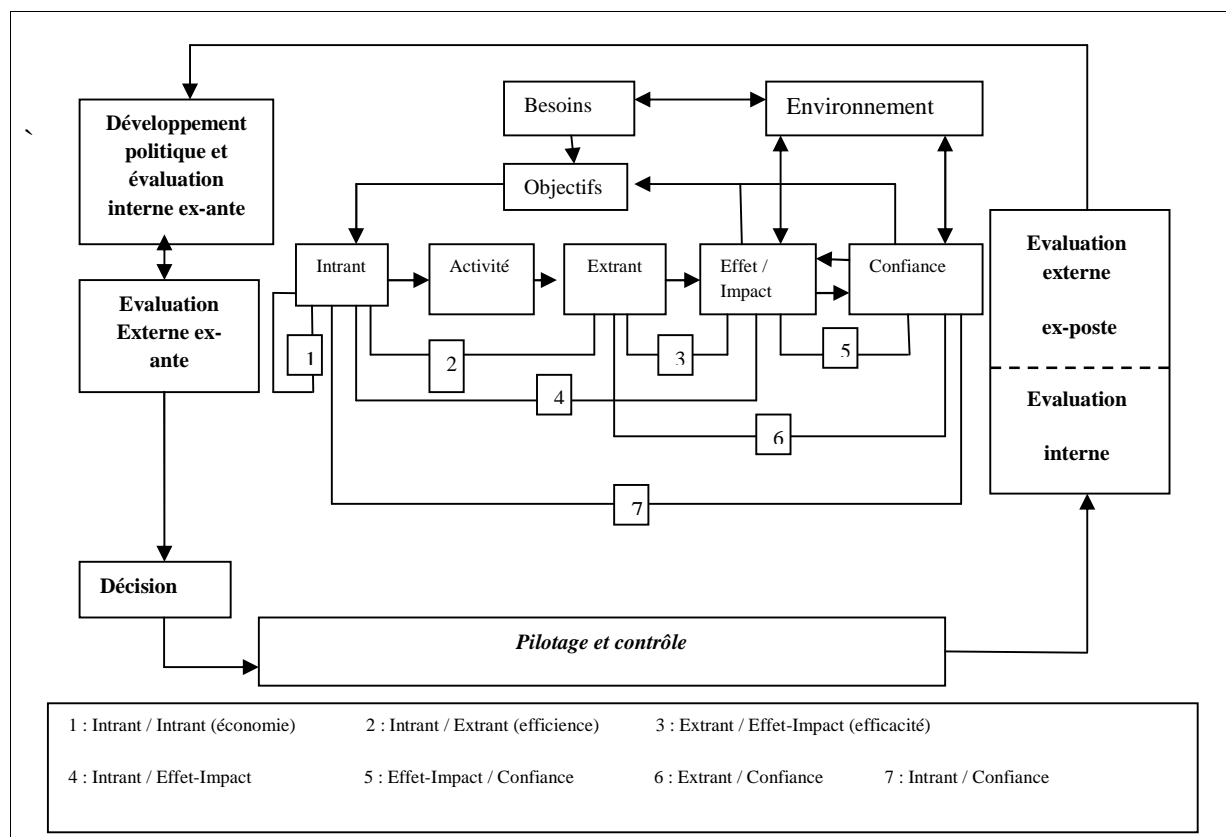 Développement
politique et
évaluation
interne ex-ante
Besoins
Environnement
Objectifs
Intrant
Activité
Extrant
Effet /
Impact
Confiance
Evaluation
externe
ex-poste
Evaluation
interne
Evaluation
Externe ex-
ante
1
2
3
5
4
6
7
Décision
Pilotage et contrôle
1 : Intrant / Intrant (économie) 2 : Intrant / Extrant (efficience) 3 : Extrant / Effet-Impact (efficacité)
4 : Intrant / Effet-Impact 5 : Effet-Impact / Confiance 6 : Extrant / Confiance 7 : Intrant / Confiance
`